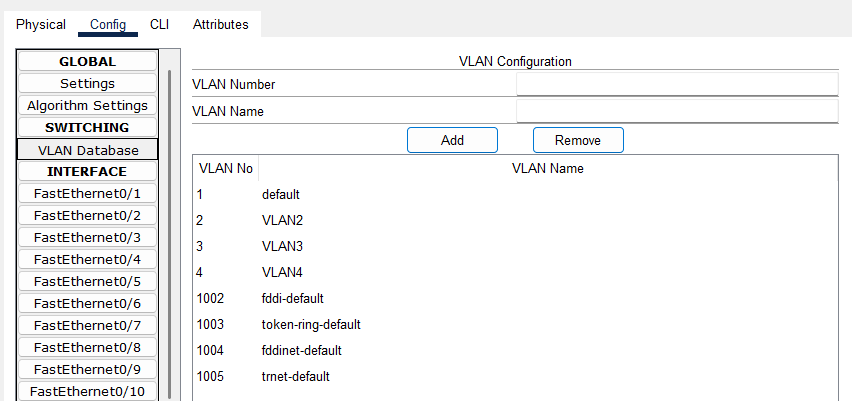 Physical Config CLI Attributes
GLOBAL
Settings
Algorithm Settings
SWITCHING
VLAN Database
INTERFACE
FastEthernet0/1
FastEthernet0/2
FastEthernet0/3
FastEthernet0/4
FastEthernet0/5
FastEthernet0/6
FastEthernet0/7
FastEthernet0/8
FastEthernet0/9
FastEthernet0/10
VLAN Configuration
VLAN Number
VLAN Name
Add Remove
VLAN No VLAN Name
1 default
2 VLAN2
3 VLAN3
4 VLAN4
1002 fddi-default
1003 token-ring-default
1004 fddinet-default
1005 trnet-default